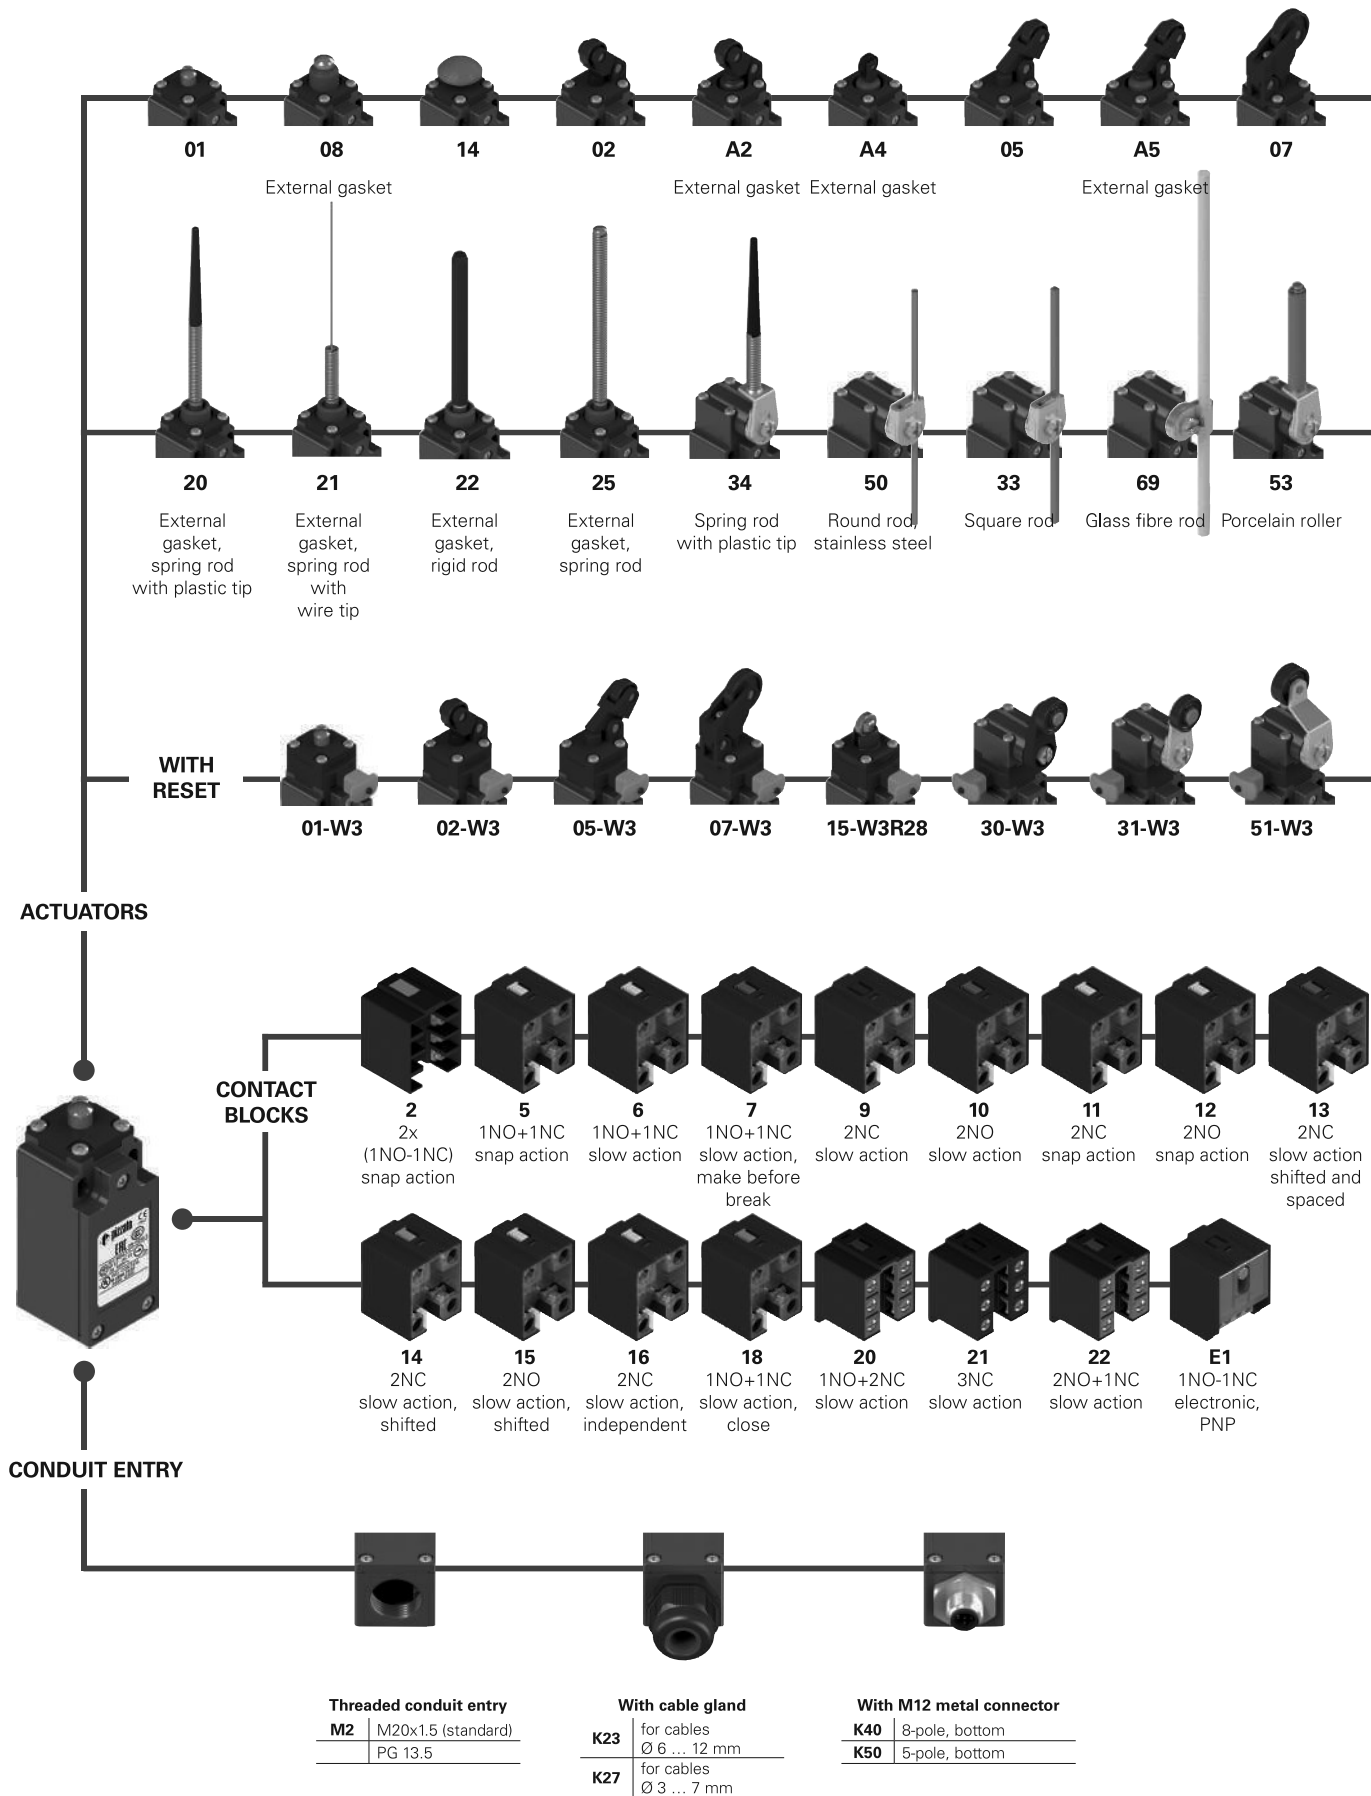 01 08 14 02 A2 A4 05 A5 07
External gasket External gasket External gasket External gasket
20 21 22 25 34 50 33 69 53
External External External External Spring rod Round rod, Square rod Glass fibre rod Porcelain roller
gasket, gasket, gasket, gasket, with plastic tip stainless steel
spring rod spring rod rigid rod spring rod
with plastic tip with
wire tip
WITH
RESET
01-W3 02-W3 05-W3 07-W3 15-W3R28 30-W3 31-W3 51-W3
ACTUATORS
CONTACT
BLOCKS
2 5 6 7 9 10 11 12 13
2x 1NO+1NC 1NO+1NC 1NO+1NC 2NC 2NO 2NC 2NO 2NC
(1NO-1NC) snap action slow action slow action, slow action slow action snap action snap action slow action
snap action make before shifted and
break spaced
pizzato
CE
EAC
14 15 16 18 20 21 22 E1
2NC 2NO 2NC 1NO+1NC 1NO+2NC 3NC 2NO+1NC 1NO-1NC
slow action, slow action, slow action, slow action, slow action slow action slow action electronic,
shifted shifted independent close PNP
CONDUIT ENTRY
Threaded conduit entry
M2 M20x1.5 (standard)
PG 13.5
With cable gland
K23 for cables
Ø 6 … 12 mm
K27 for cables
Ø 3 … 7 mm
With M12 metal connector
K40 8-pole, bottom
K50 5-pole, bottom